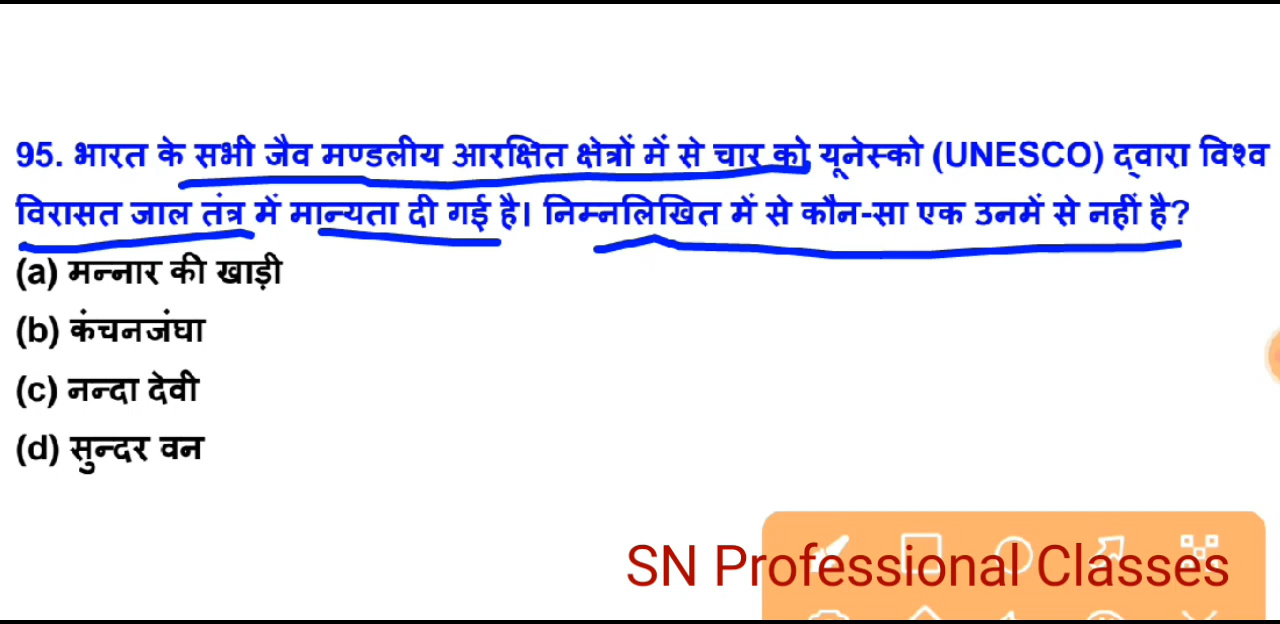 95. भारत के सभी जैव मण्डलीय आरक्षित क्षेत्रों में से चार को यूनेस्को (UNESCO) द्वारा विश्व
विरासत जाल तंत्र में मान्यता दी गई है। निम्नलिखित में से कौन-सा एक उनमें से नहीं है?
(a) मन्नार की खाड़ी
(b) कंचनजंघा
(c) नन्दा देवी
(d) सुन्दर वन
SN Professional Classes